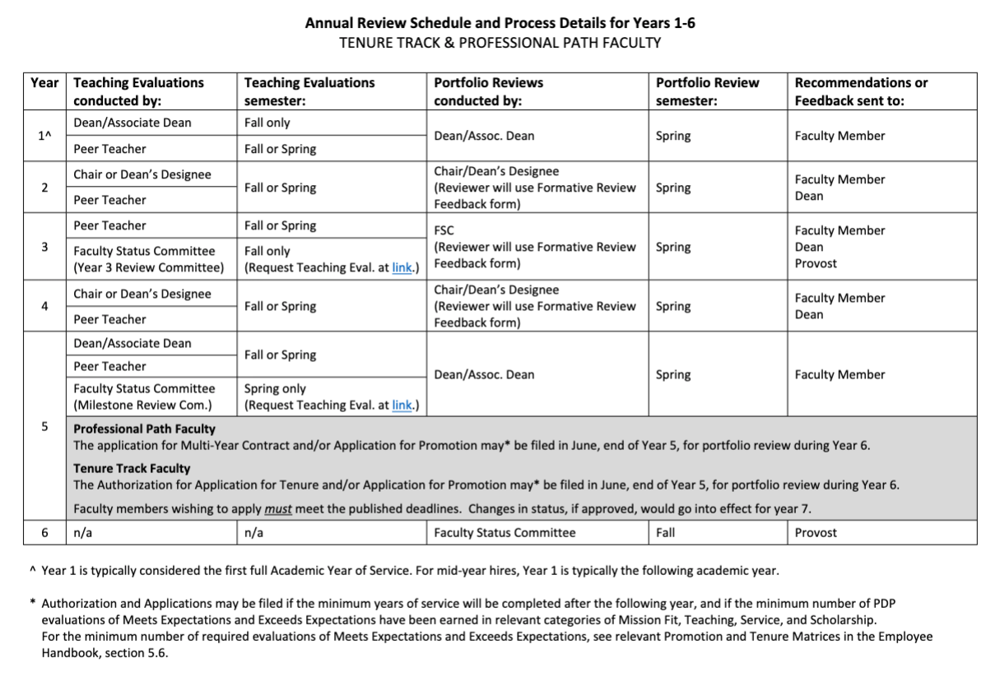 Annual Review Schedule and Process Details for Years 1-6
TENURE TRACK & PROFESSIONAL PATH FACULTY
Year
Teaching Evaluations
conducted by:
Teaching Evaluations
semester:
Portfolio Reviews
conducted by:
Portfolio Review
semester:
Recommendations or
Feedback sent to:
1^
Dean/Associate Dean
Fall only
Peer Teacher
Fall or Spring
Dean/Assoc. Dean
Spring
Faculty Member
2
Chair or Dean's Designee
Peer Teacher
Fall or Spring
Chair/Dean's Designee
(Reviewer will use Formative Review
Feedback form)
Spring
Faculty Member
Dean
3
Peer Teacher
Fall or Spring
Faculty Status Committee
(Year 3 Review Committee)
Fall only
(Request Teaching Eval. at link.)
FSC
(Reviewer will use Formative Review
Feedback form)
Spring
Faculty Member
Dean
Provost
4
Chair or Dean's Designee
Peer Teacher
Fall or Spring
Chair/Dean's Designee
(Reviewer will use Formative Review
Feedback form)
Spring
Faculty Member
Dean
5
Dean/Associate Dean
Peer Teacher
Fall or Spring
Faculty Status Committee
(Milestone Review Com.)
Spring only
(Request Teaching Eval. at link.)
Dean/Assoc. Dean
Spring
Faculty Member
Professional Path Faculty
The application for Multi-Year Contract and/or Application for Promotion may* be filed in June, end of Year 5, for portfolio review during Year 6.
Tenure Track Faculty
The Authorization for Application for Tenure and/or Application for Promotion may* be filed in June, end of Year 5, for portfolio review during Year 6.
Faculty members wishing to apply must meet the published deadlines. Changes in status, if approved, would go into effect for year 7.
6
n/a
n/a
Faculty Status Committee
Fall
Provost
^ Year 1 is typically considered the first full Academic Year of Service. For mid-year hires, Year 1 is typically the following academic year.
* Authorization and Applications may be filed if the minimum years of service will be completed after the following year, and if the minimum number of PDP
evaluations of Meets Expectations and Exceeds Expectations have been earned in relevant categories of Mission Fit, Teaching, Service, and Scholarship.
For the minimum number of required evaluations of Meets Expectations and Exceeds Expectations, see relevant Promotion and Tenure Matrices in the Employee
Handbook, section 5.6.